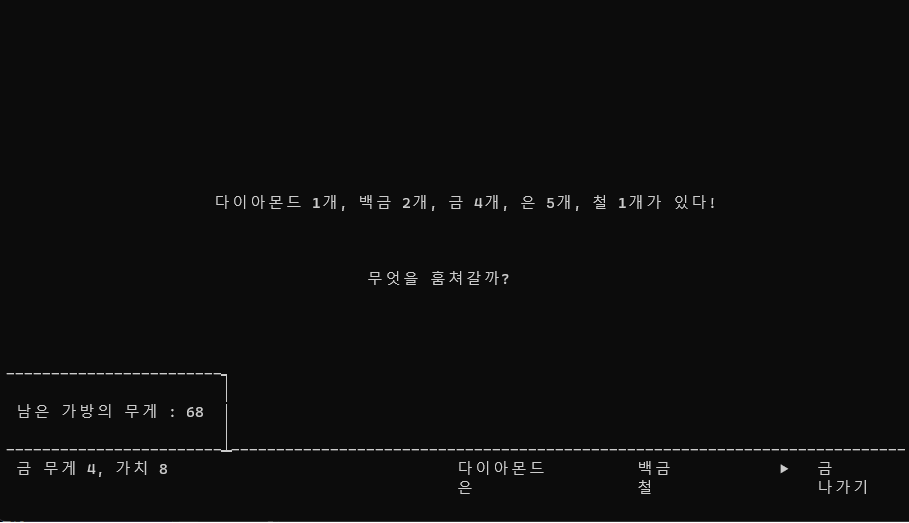 다이아몬드 1개, 백금 2개, 금 4개, 은 5개, 철 1개가 있다!
무엇을 훔쳐갈까?
남은 가방의 무게 : 68
금 무게 4, 가치 8 다이아몬드 백금 ▶ 금
은 철 나가기